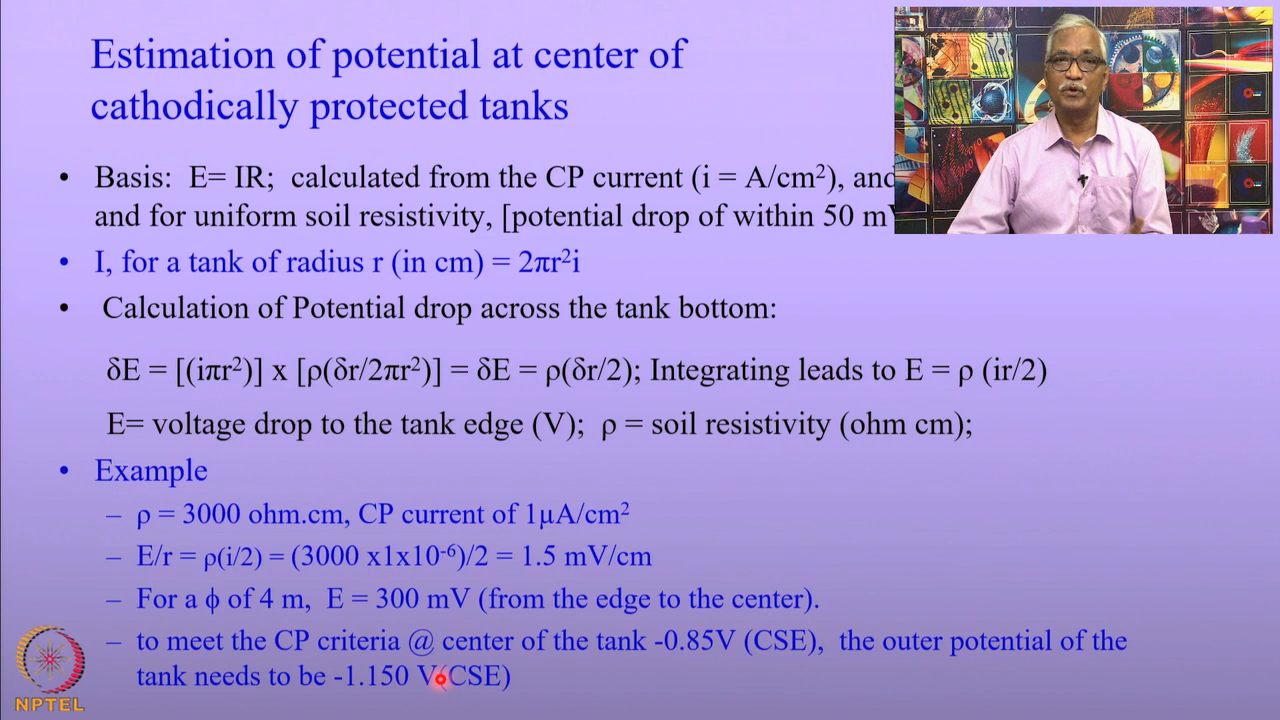 Estimation of potential at center of
cathodically protected tanks
• Basis: E= IR; calculated from the CP current (i = A/cm²), and
and for uniform soil resistivity, [potential drop of within 50
• I, for a tank of radius r (in cm) = 2πr²i
• Calculation of Potential drop across the tank bottom:
δE = [(iπr²)] x [ρ(δr/2πr²)] = δE = ρ(δr/2); Integrating leads to E = ρ (ir/2)
E= voltage drop to the tank edge (V); ρ = soil resistivity (ohm cm);
• Example
– ρ = 3000 ohm.cm, CP current of 1µA/cm²
– E/r = ρ(i/2) = (3000 x1x10⁻⁶)/2 = 1.5 mV/cm
– For a ϕ of 4 m, E = 300 mV (from the edge to the center).
– to meet the CP criteria @ center of the tank -0.85V (CSE), the outer potential of the
tank needs to be -1.150 V (CSE)
NPTEL